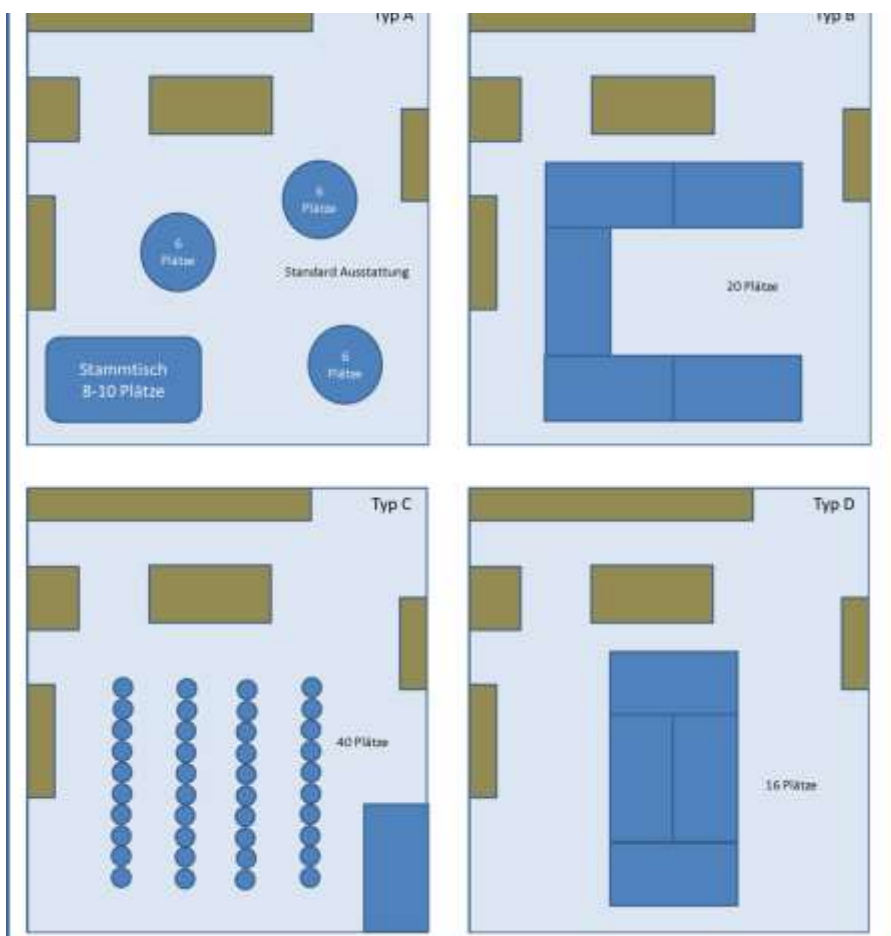 Typ A
6
Plätze
6
Plätze
Standard Ausstattung
Stammtisch
8-10 Plätze
6
Plätze
Typ B
20 Plätze
Typ C
40 Plätze
Typ D
16 Plätze